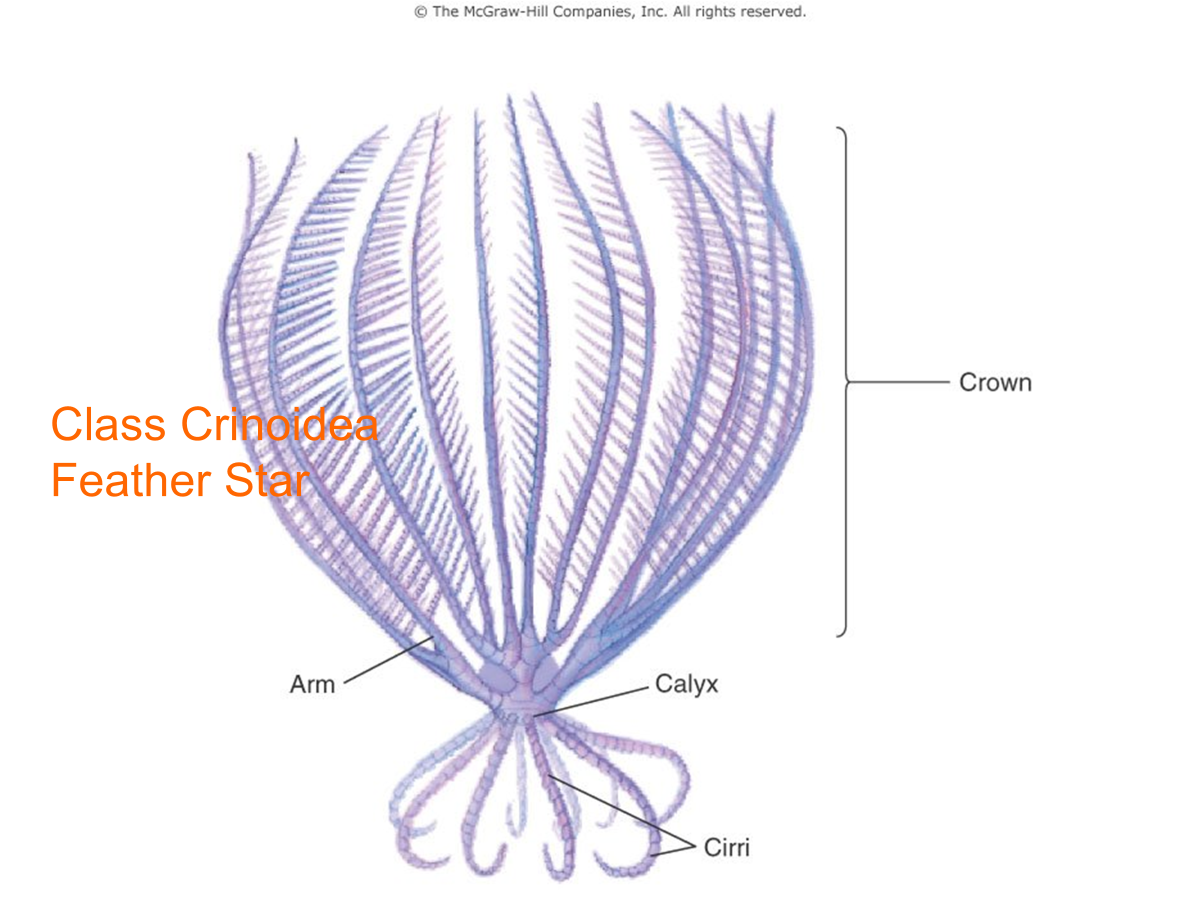 © The McGraw-Hill Companies, Inc. All rights reserved.
Crown
Class Crinoidea
Feather Star
Arm
Calyx
Cirri